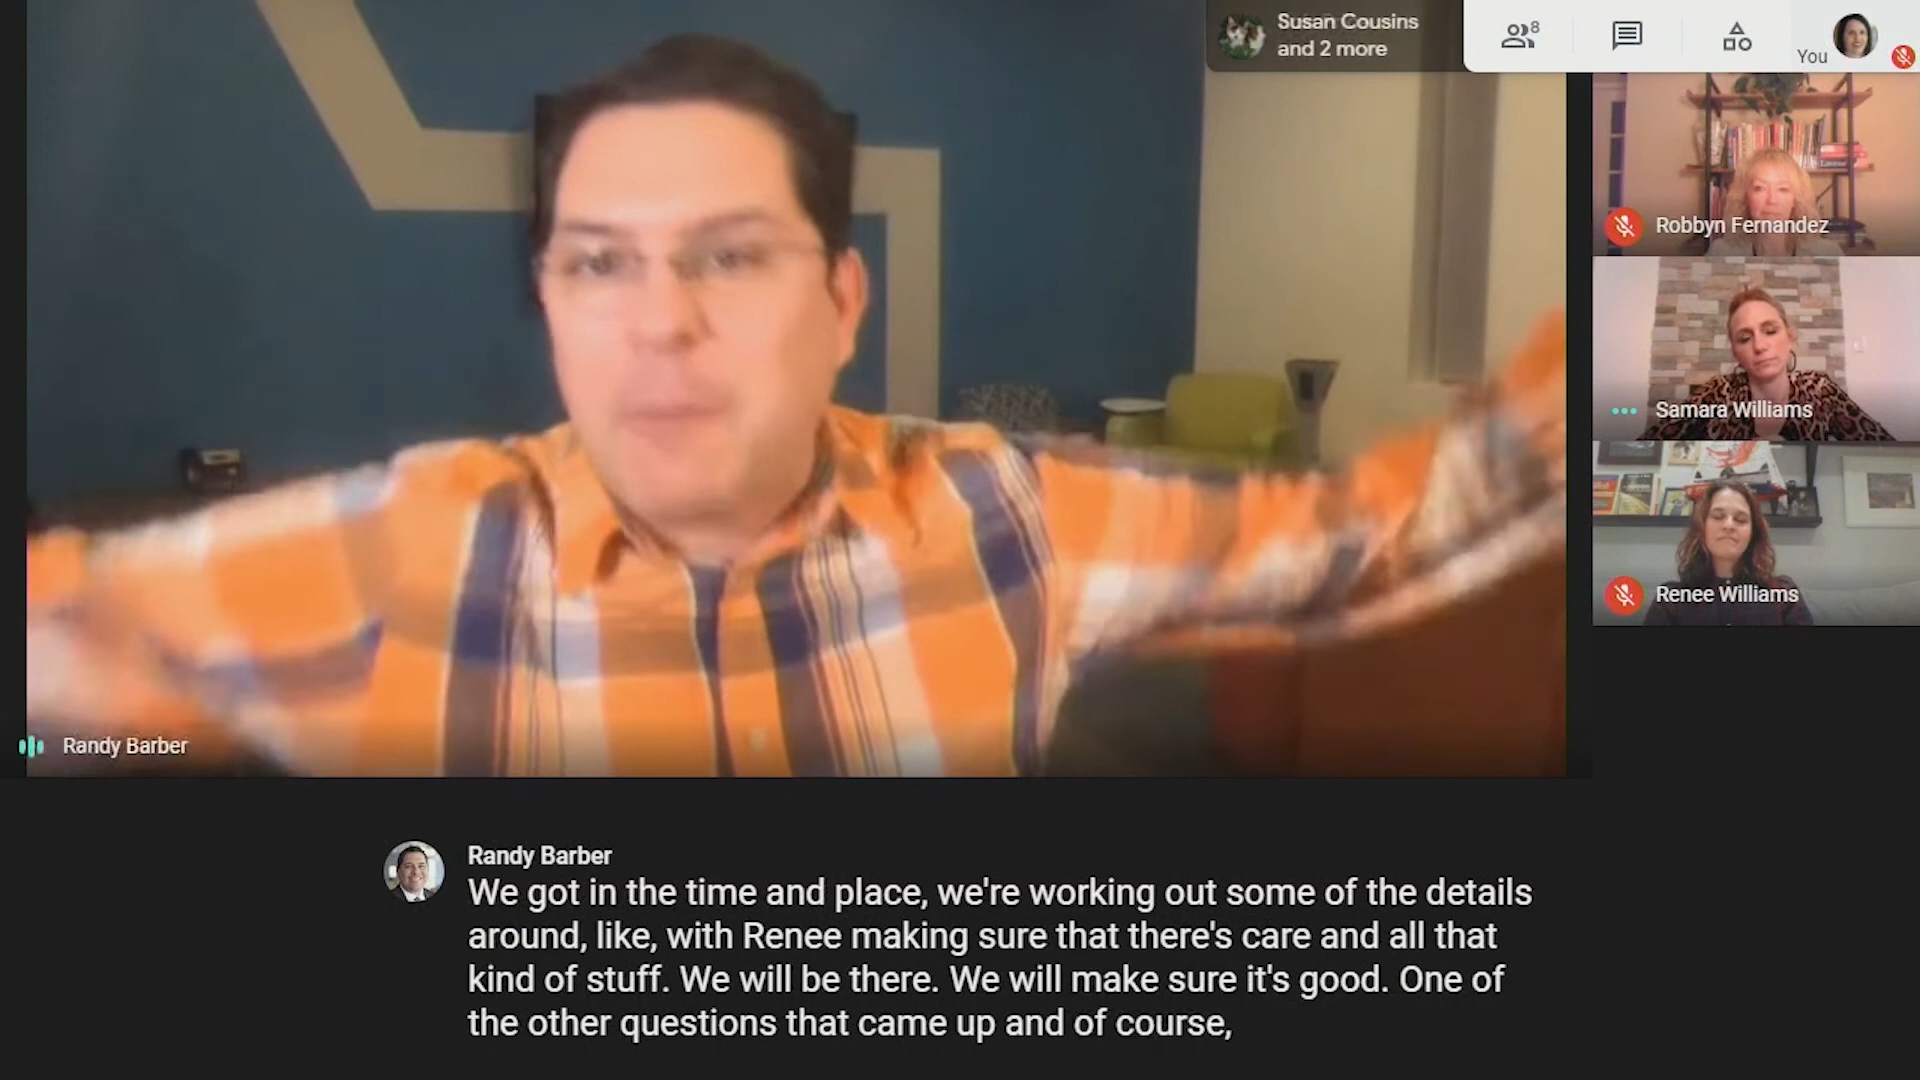 Susan Cousins
and 2 more
8
You
Robbyn Fernandez
Samara Williams
Renee Williams
Randy Barber
Randy Barber
We got in the time and place, we're working out some of the details
around, like, with Renee making sure that there's care and all that
kind of stuff. We will be there. We will make sure it's good. One of
the other questions that came up and of course,